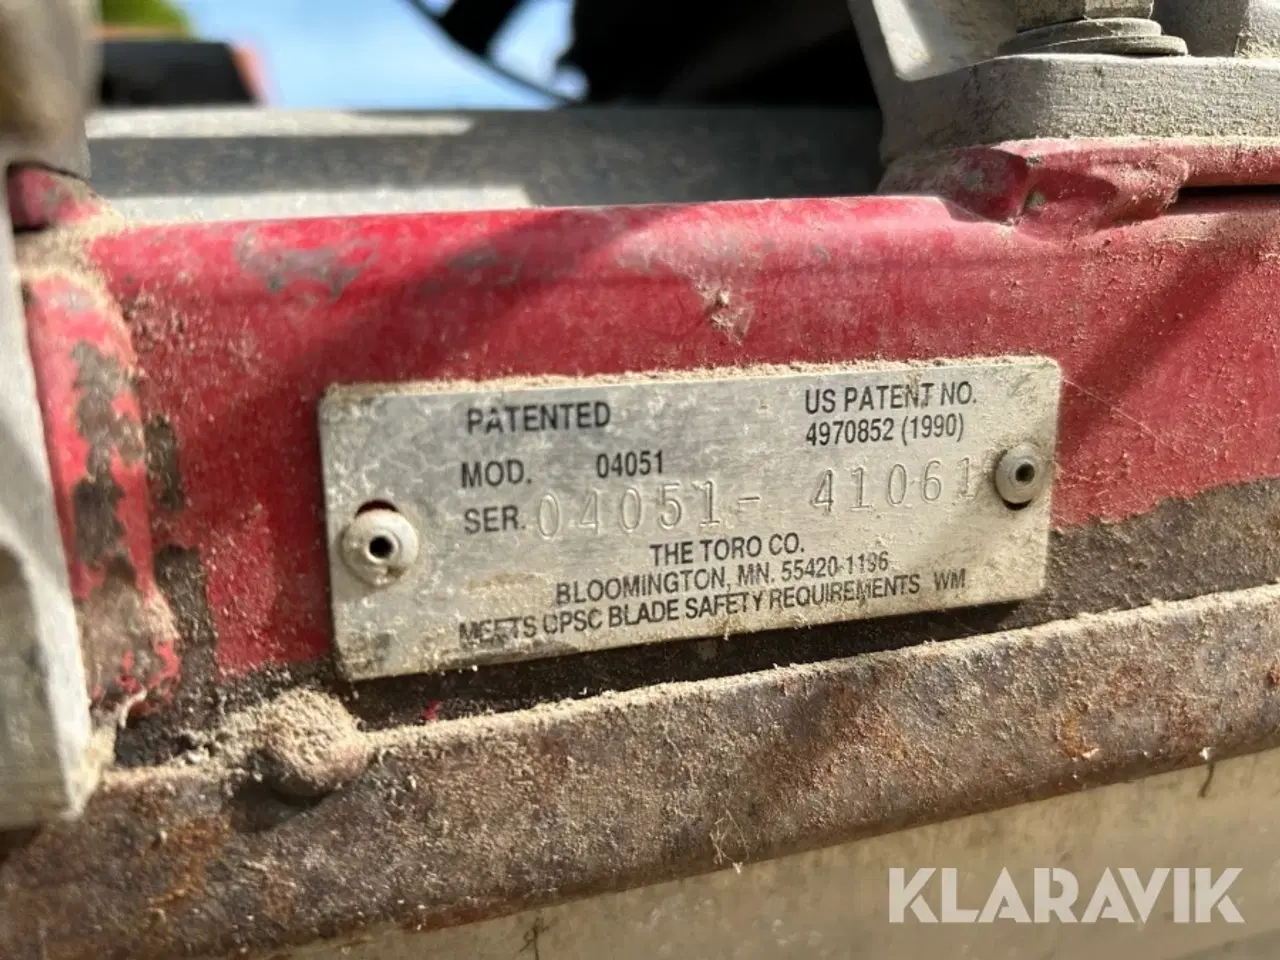 PATENTED
US PATENT NO.
4970852 (1990)
MOD. 04051
SER. 04051- 41061
THE TORO CO.
BLOOMINGTON, MN. 55420-1196
MEETS CPSC BLADE SAFETY REQUIREMENTS WM
KLARAVIK